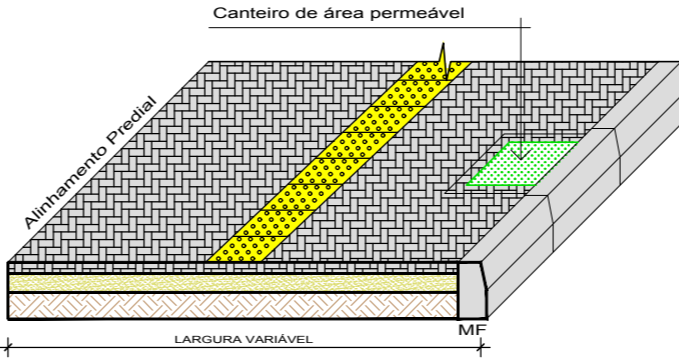 Canteiro de área permeável
Alinhamento Predial
MF
LARGURA VARIÁVEL